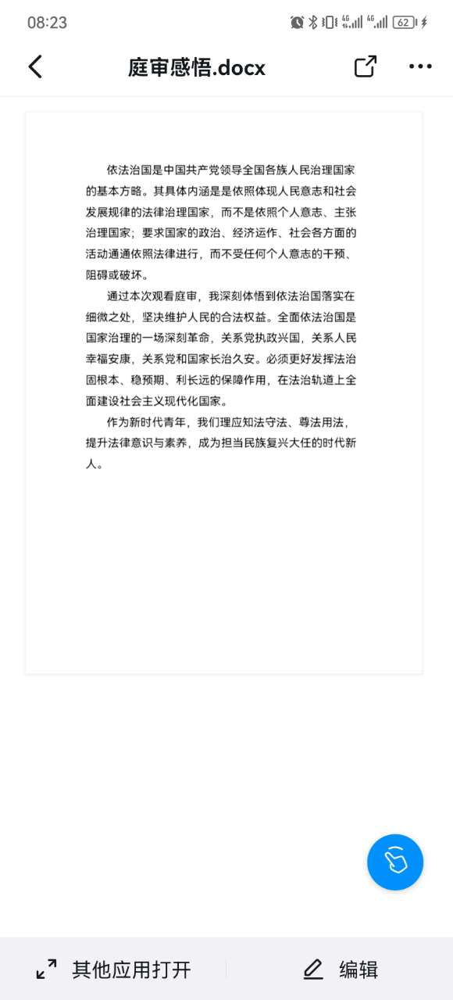 08:23
4G 4G 62
庭审感悟.docx
依法治国是中国共产党领导全国各族人民治理国家
的基本方略。其具体内涵是是依照体现人民意志和社会
发展规律的法律治理国家，而不是依照个人意志、主张
治理国家；要求国家的政治、经济运作、社会各方面的
活动通通依照法律进行，而不受任何个人意志的干预、
阻碍或破坏。
通过本次观看庭审，我深刻体悟到依法治国落实在
细微之处，坚决维护人民的合法权益。全面依法治国是
国家治理的一场深刻革命，关系党执政兴国，关系人民
幸福安康，关系党和国家长治久安。必须更好发挥法治
固根本、稳预期、利长远的保障作用，在法治轨道上全
面建设社会主义现代化国家。
作为新时代青年，我们理应知法守法、尊法用法，
提升法律意识与素养，成为担当民族复兴大任的时代新
人。
其他应用打开 编辑